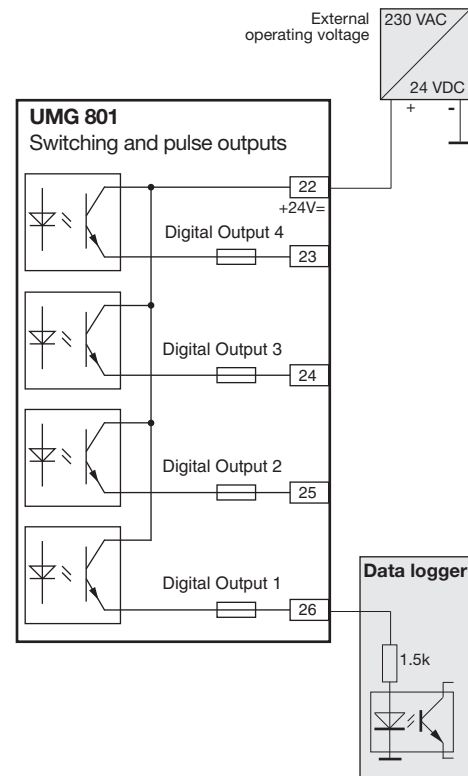 External
operating voltage
230 VAC
24 VDC
+ -
UMG 801
Switching and pulse outputs
22
+24V=
Digital Output 4
23
Digital Output 3
24
Digital Output 2
25
Digital Output 1
26
Data logger
1.5k